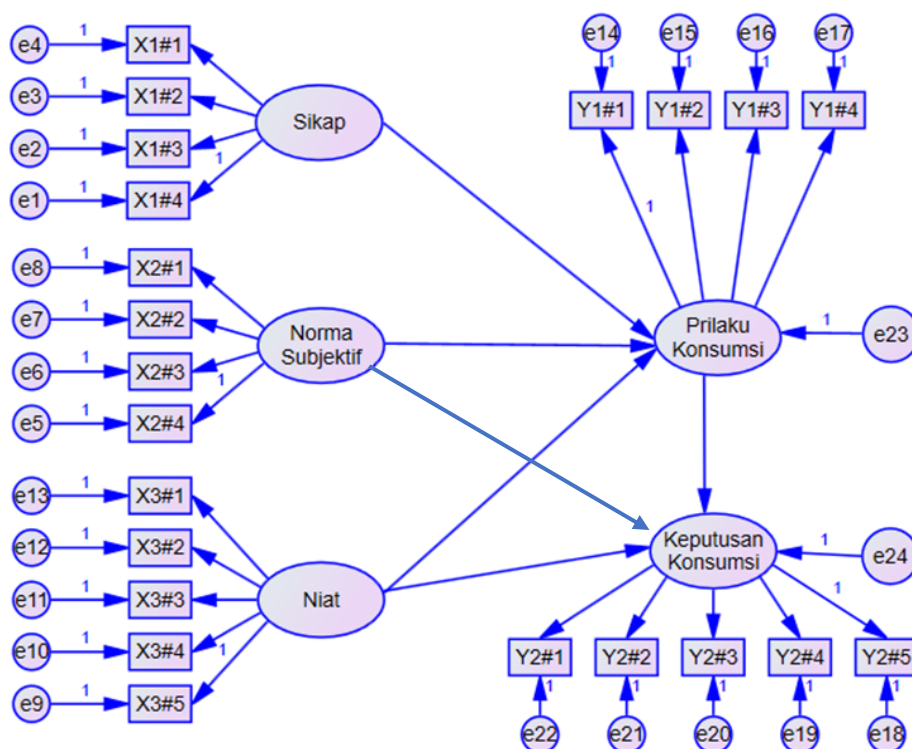 e4 1 X1#1
e3 1 X1#2
e2 1 X1#3
1
e1 1 X1#4
Sikap
e8 1 X2#1
e7 1 X2#2
e6 1 X2#3
1
e5 1 X2#4
Norma
Subjektif
e13 1 X3#1
e12 1 X3#2
e11 1 X3#3
e10 1 X3#4
1
e9 1 X3#5
Niat
e14 e15 e16 e17
1 1 1 1
Y1#1 Y1#2 Y1#3 Y1#4
1
Prilaku
Konsumsi
1 e23
Keputusan
Konsumsi
1 e24
1
Y2#1 Y2#2 Y2#3 Y2#4 Y2#5
1 1 1 1 1
e22 e21 e20 e19 e18